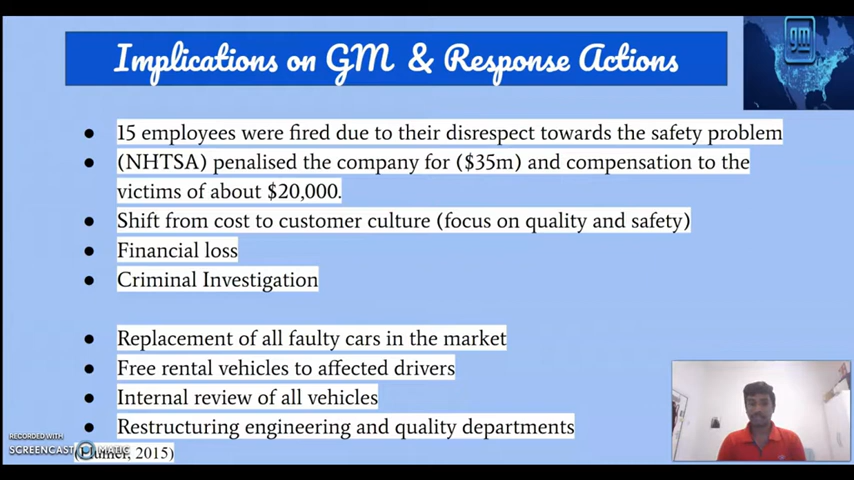 Implications on GM & Response Actions
gm
● 15 employees were fired due to their disrespect towards the safety problem
● (NHTSA) penalised the company for ($35m) and compensation to the
victims of about $20,000.
● Shift from cost to customer culture (focus on quality and safety)
● Financial loss
● Criminal Investigation
● Replacement of all faulty cars in the market
● Free rental vehicles to affected drivers
● Internal review of all vehicles
● Restructuring engineering and quality departments
RECORDED WITH
SCREENCAST MATIC
2015)